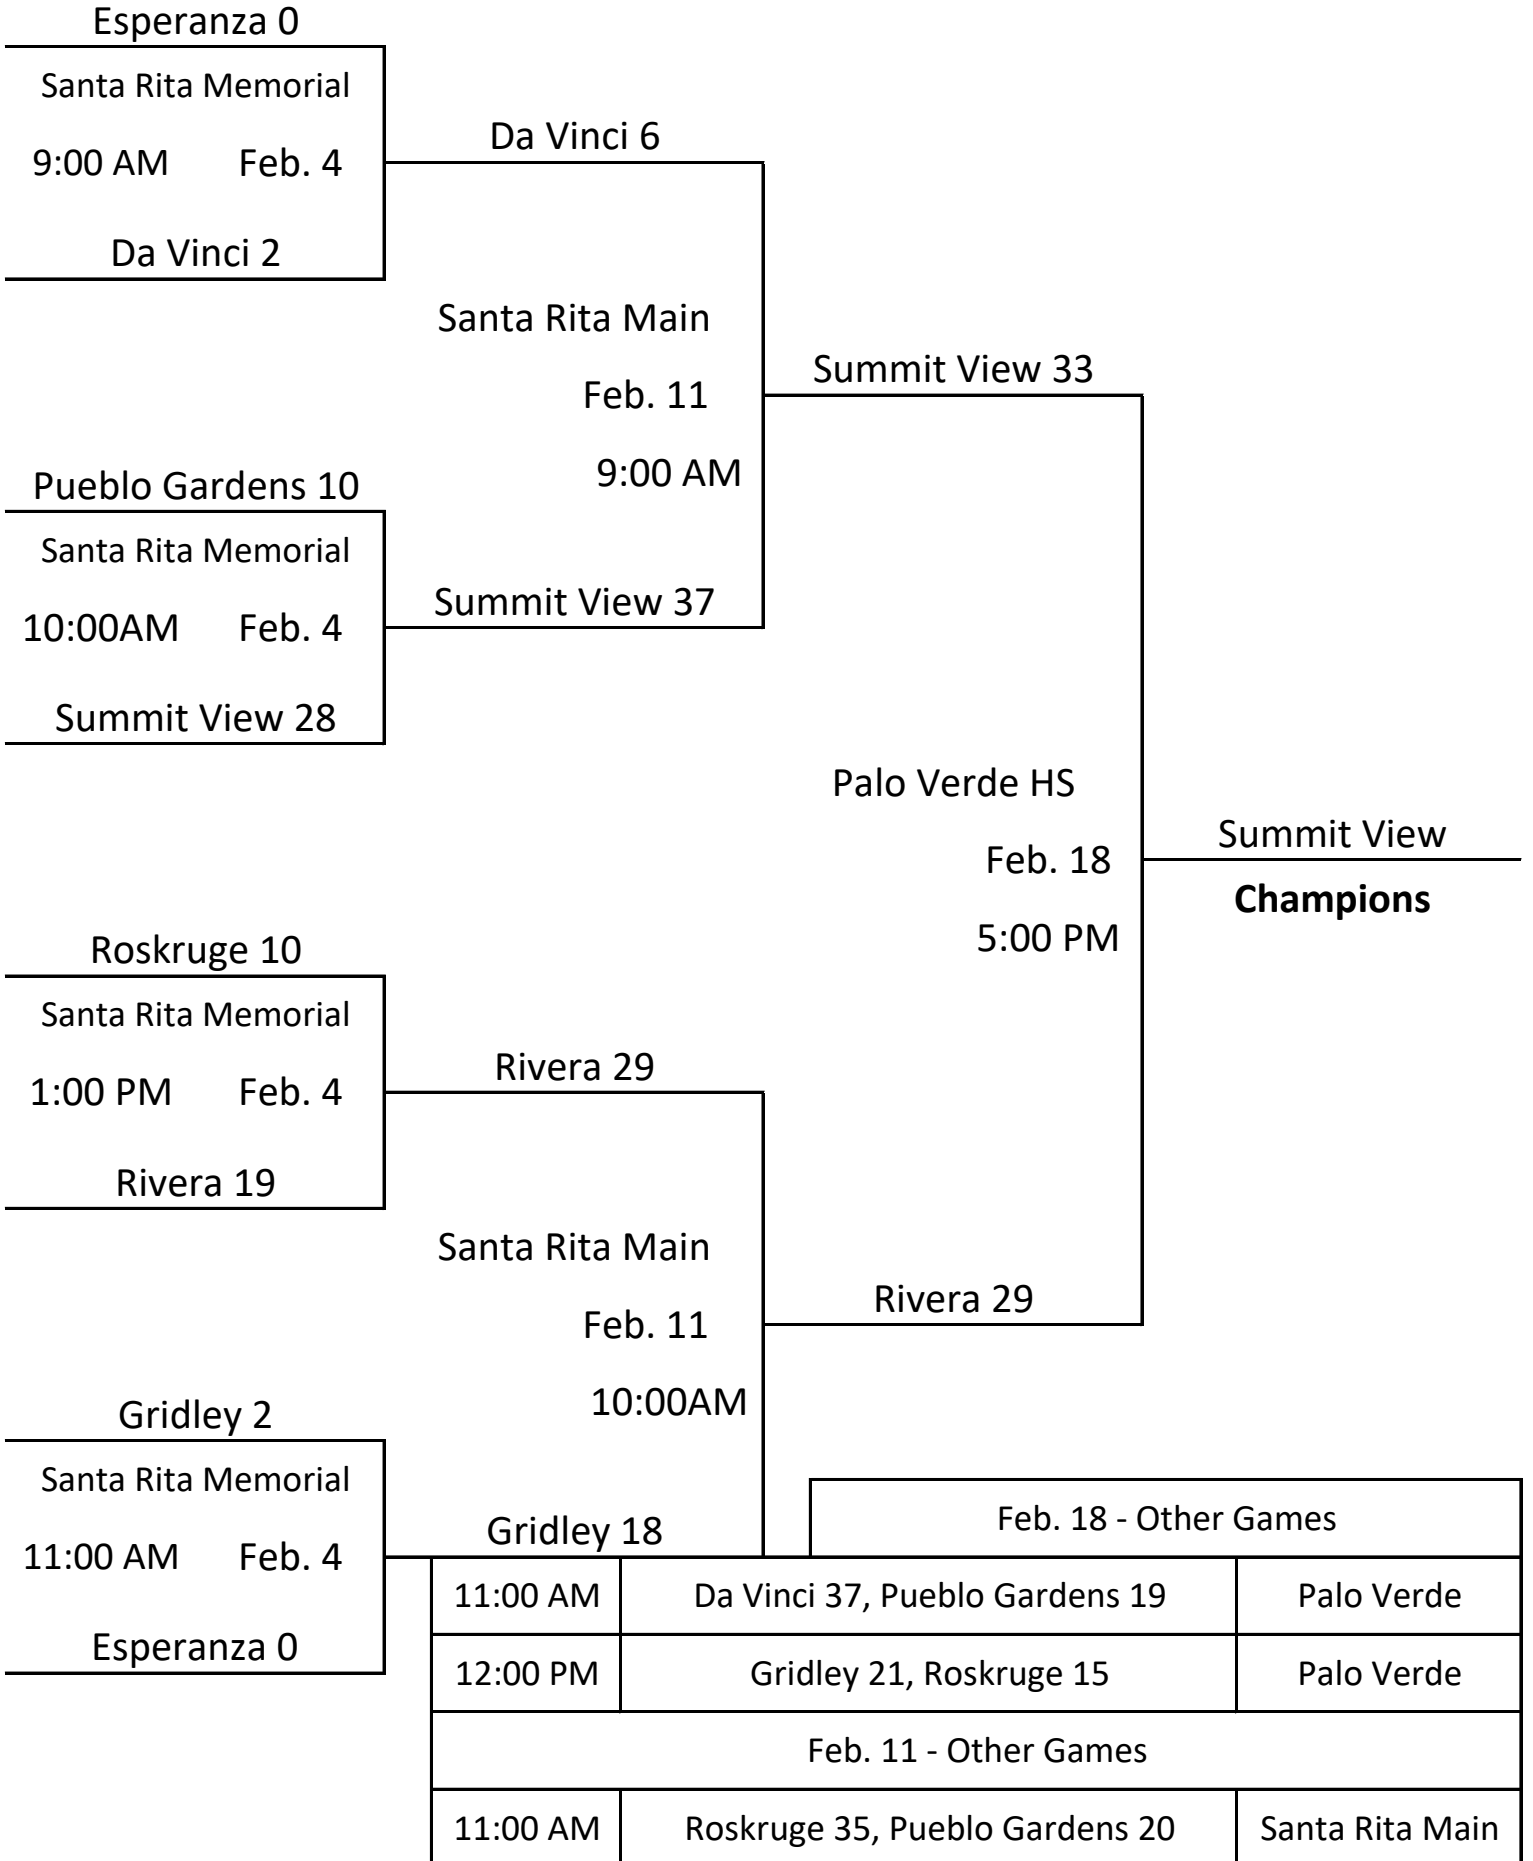 Esperanza 0
Santa Rita Memorial
9:00 AM Feb. 4
Da Vinci 2
Da Vinci 6
Santa Rita Main
Feb. 11
9:00 AM
Pueblo Gardens 10
Santa Rita Memorial
10:00AM Feb. 4
Summit View 28
Summit View 37
Summit View 33
Palo Verde HS
Feb. 18
5:00 PM
Summit View
Champions
Roskruge 10
Santa Rita Memorial
1:00 PM Feb. 4
Rivera 19
Rivera 29
Santa Rita Main
Feb. 11
10:00AM
Rivera 29
Gridley 2
Santa Rita Memorial
11:00 AM Feb. 4
Esperanza 0
Gridley 18
Feb. 18 - Other Games
11:00 AM Da Vinci 37, Pueblo Gardens 19 Palo Verde
12:00 PM Gridley 21, Roskruge 15 Palo Verde
Feb. 11 - Other Games
11:00 AM Roskruge 35, Pueblo Gardens 20 Santa Rita Main